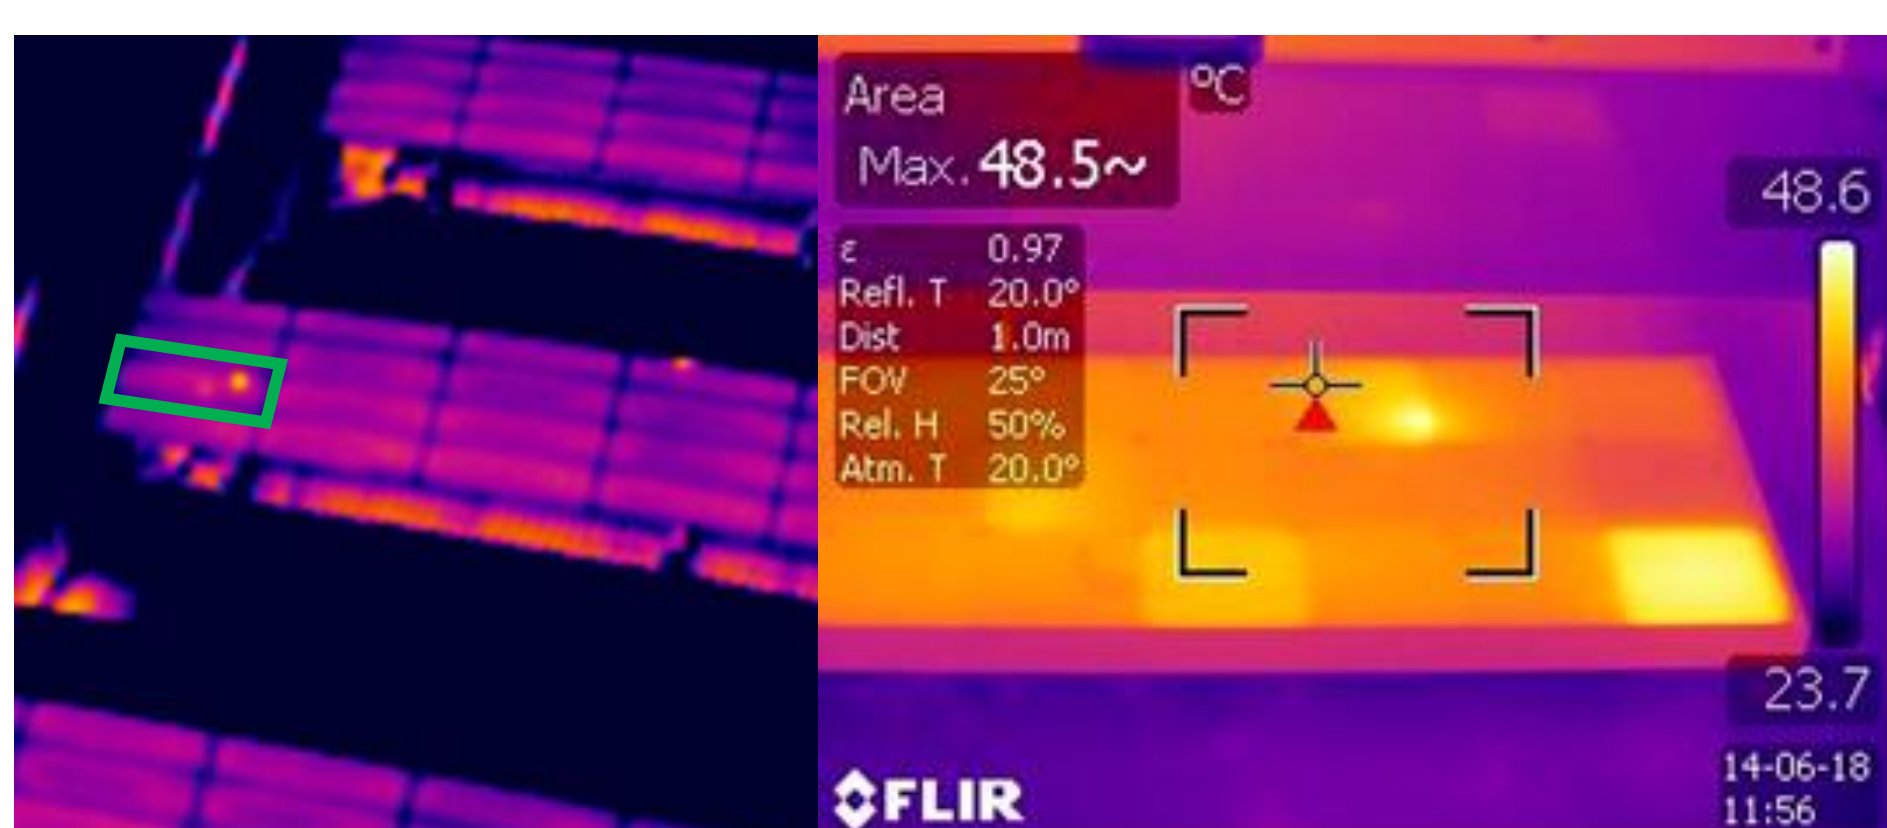 Area
Max. 48.5~
°C
ε 0.97
Refl. T 20.0°
Dist 1.0m
FOV 25°
Rel. H 50%
Atm. T 20.0°
48.6
23.7
14-06-18
11:56
FLIR